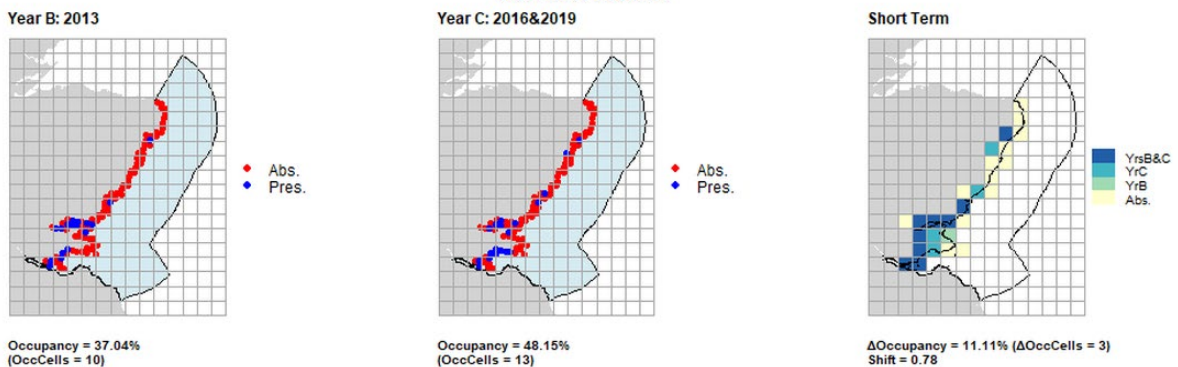 Year B: 2013
Abs.
Pres.
Occupancy = 37.04%
(OccCells = 10)
Year C: 2016&2019
Abs.
Pres.
Occupancy = 48.15%
(OccCells = 13)
Short Term
YrsB&C
YrC
YrB
Abs.
ΔOccupancy = 11.11% (ΔOccCells = 3)
Shift = 0.78